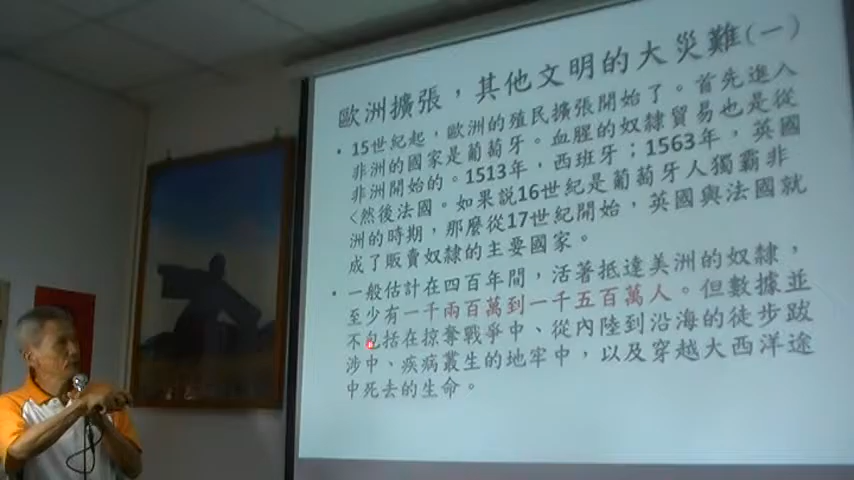 歐洲擴張，其他文明的大災難(一)
• 15世紀起，歐洲的殖民擴張開始了。首先進入
非洲的國家是葡萄牙。血腥的奴隸貿易也是從
非洲開始的。1513年，西班牙；1563年，英國
<然後法國。如果說16世紀是葡萄牙人獨霸非
洲的時期，那麼從17世紀開始，英國與法國就
成了販賣奴隸的主要國家。
• 一般估計在四百年間，活著抵達美洲的奴隸，
至少有一千兩百萬到一千五百萬人。但數據並
不包括在掠奪戰爭中、從內陸到沿海的徒步跋
涉中、疾病叢生的地牢中，以及穿越大西洋途
中死去的生命。